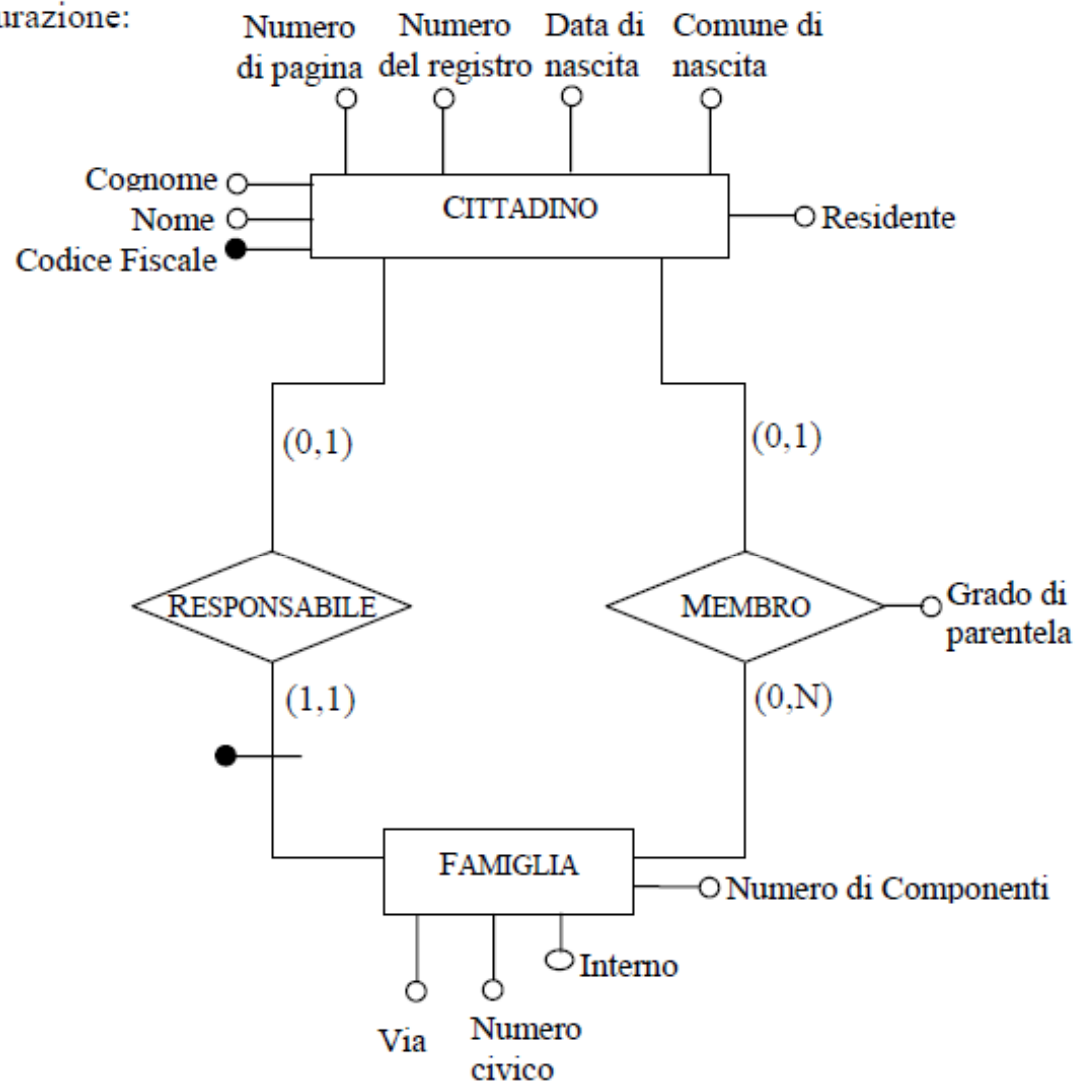 Numero di pagina
Numero del registro
Data di nascita
Comune di nascita
Cognome
Nome
Codice Fiscale
CITTADINO
Residente
(0,1)
(0,1)
RESPONSABILE
MEMBRO
Grado di parentela
(1,1)
(0,N)
FAMIGLIA
Numero di Componenti
Interno
Via
Numero civico